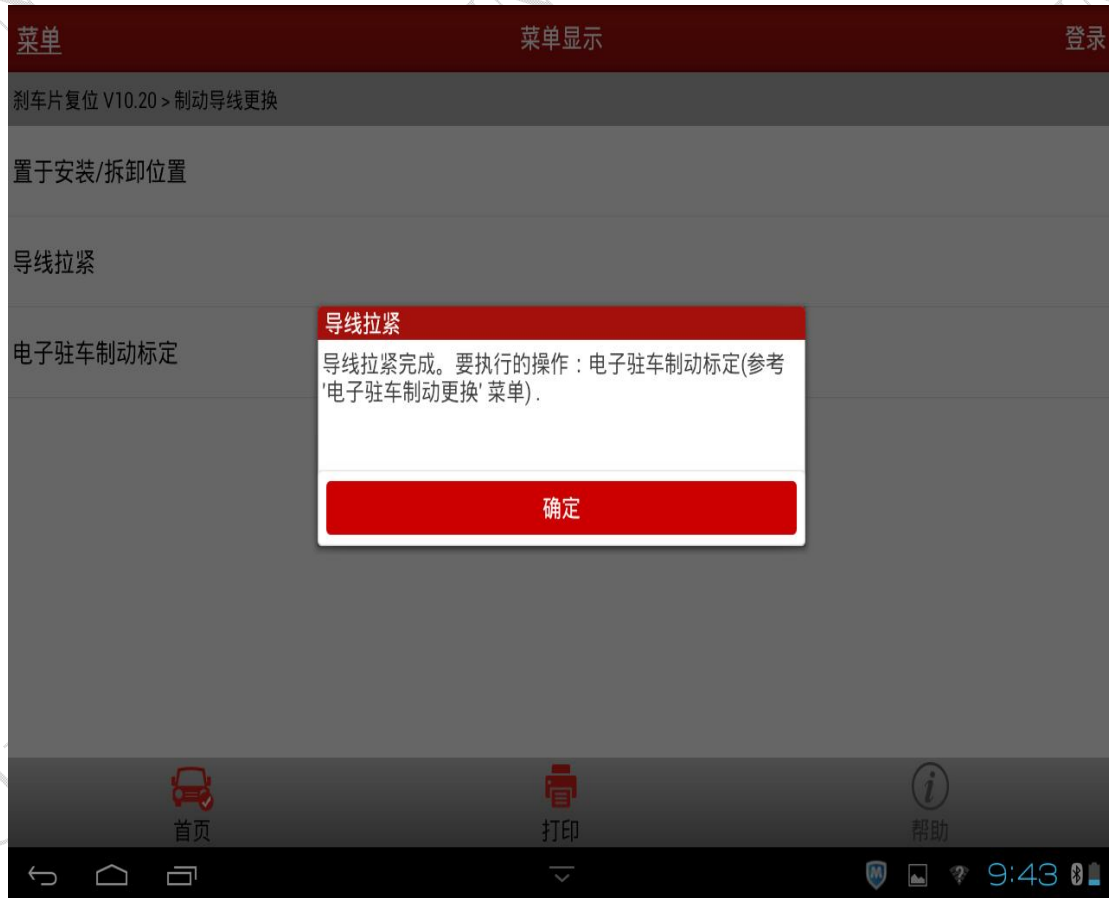 菜单 菜单显示 登录
刹车片复位 V10.20 > 制动导线更换
置于安装/拆卸位置
导线拉紧
电子驻车制动标定
导线拉紧
导线拉紧完成。要执行的操作：电子驻车制动标定(参考
'电子驻车制动更换' 菜单) .
确定
首页 打印 帮助
9:43